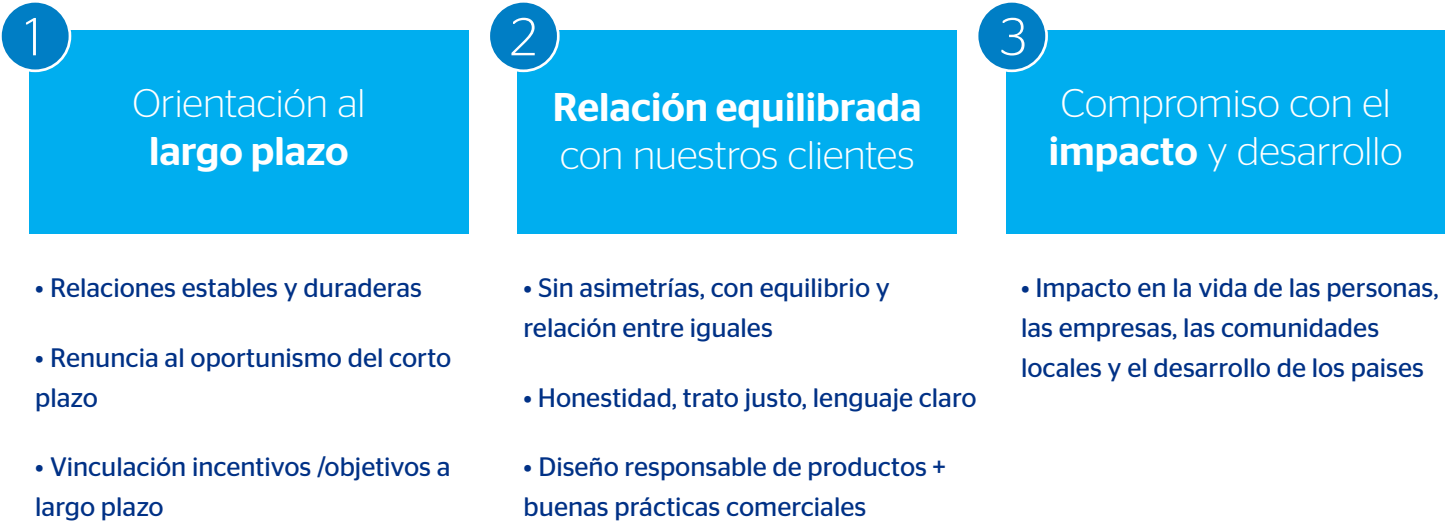 1
Orientación al
largo plazo
• Relaciones estables y duraderas
• Renuncia al oportunismo del corto
plazo
• Vinculación incentivos /objetivos a
largo plazo
2
Relación equilibrada
con nuestros clientes
• Sin asimetrías, con equilibrio y
relación entre iguales
• Honestidad, trato justo, lenguaje claro
• Diseño responsable de productos +
buenas prácticas comerciales
3
Compromiso con el
impacto y desarrollo
• Impacto en la vida de las personas,
las empresas, las comunidades
locales y el desarrollo de los paises